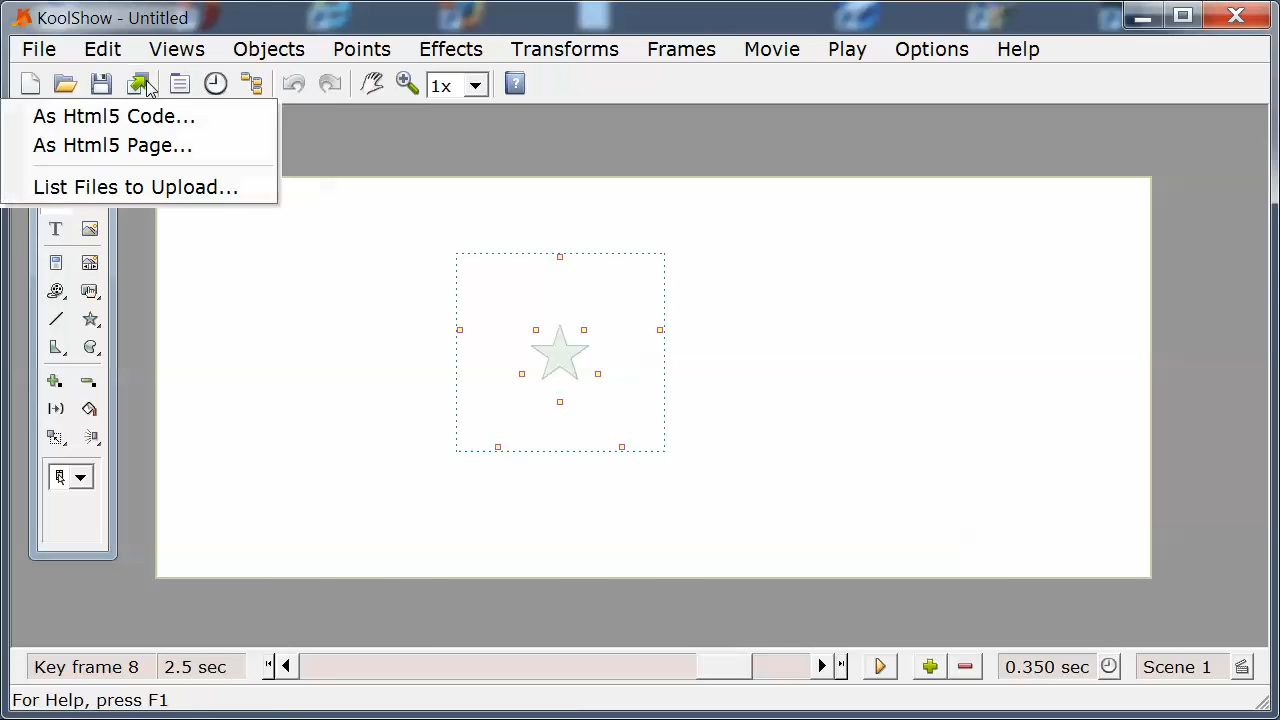 KoolShow - Untitled
File Edit Views Objects Points Effects Transforms Frames Movie Play Options Help
1x
As Html5 Code...
As Html5 Page...
List Files to Upload...
T
Key frame 8 2.5 sec 0.350 sec Scene 1
For Help, press F1